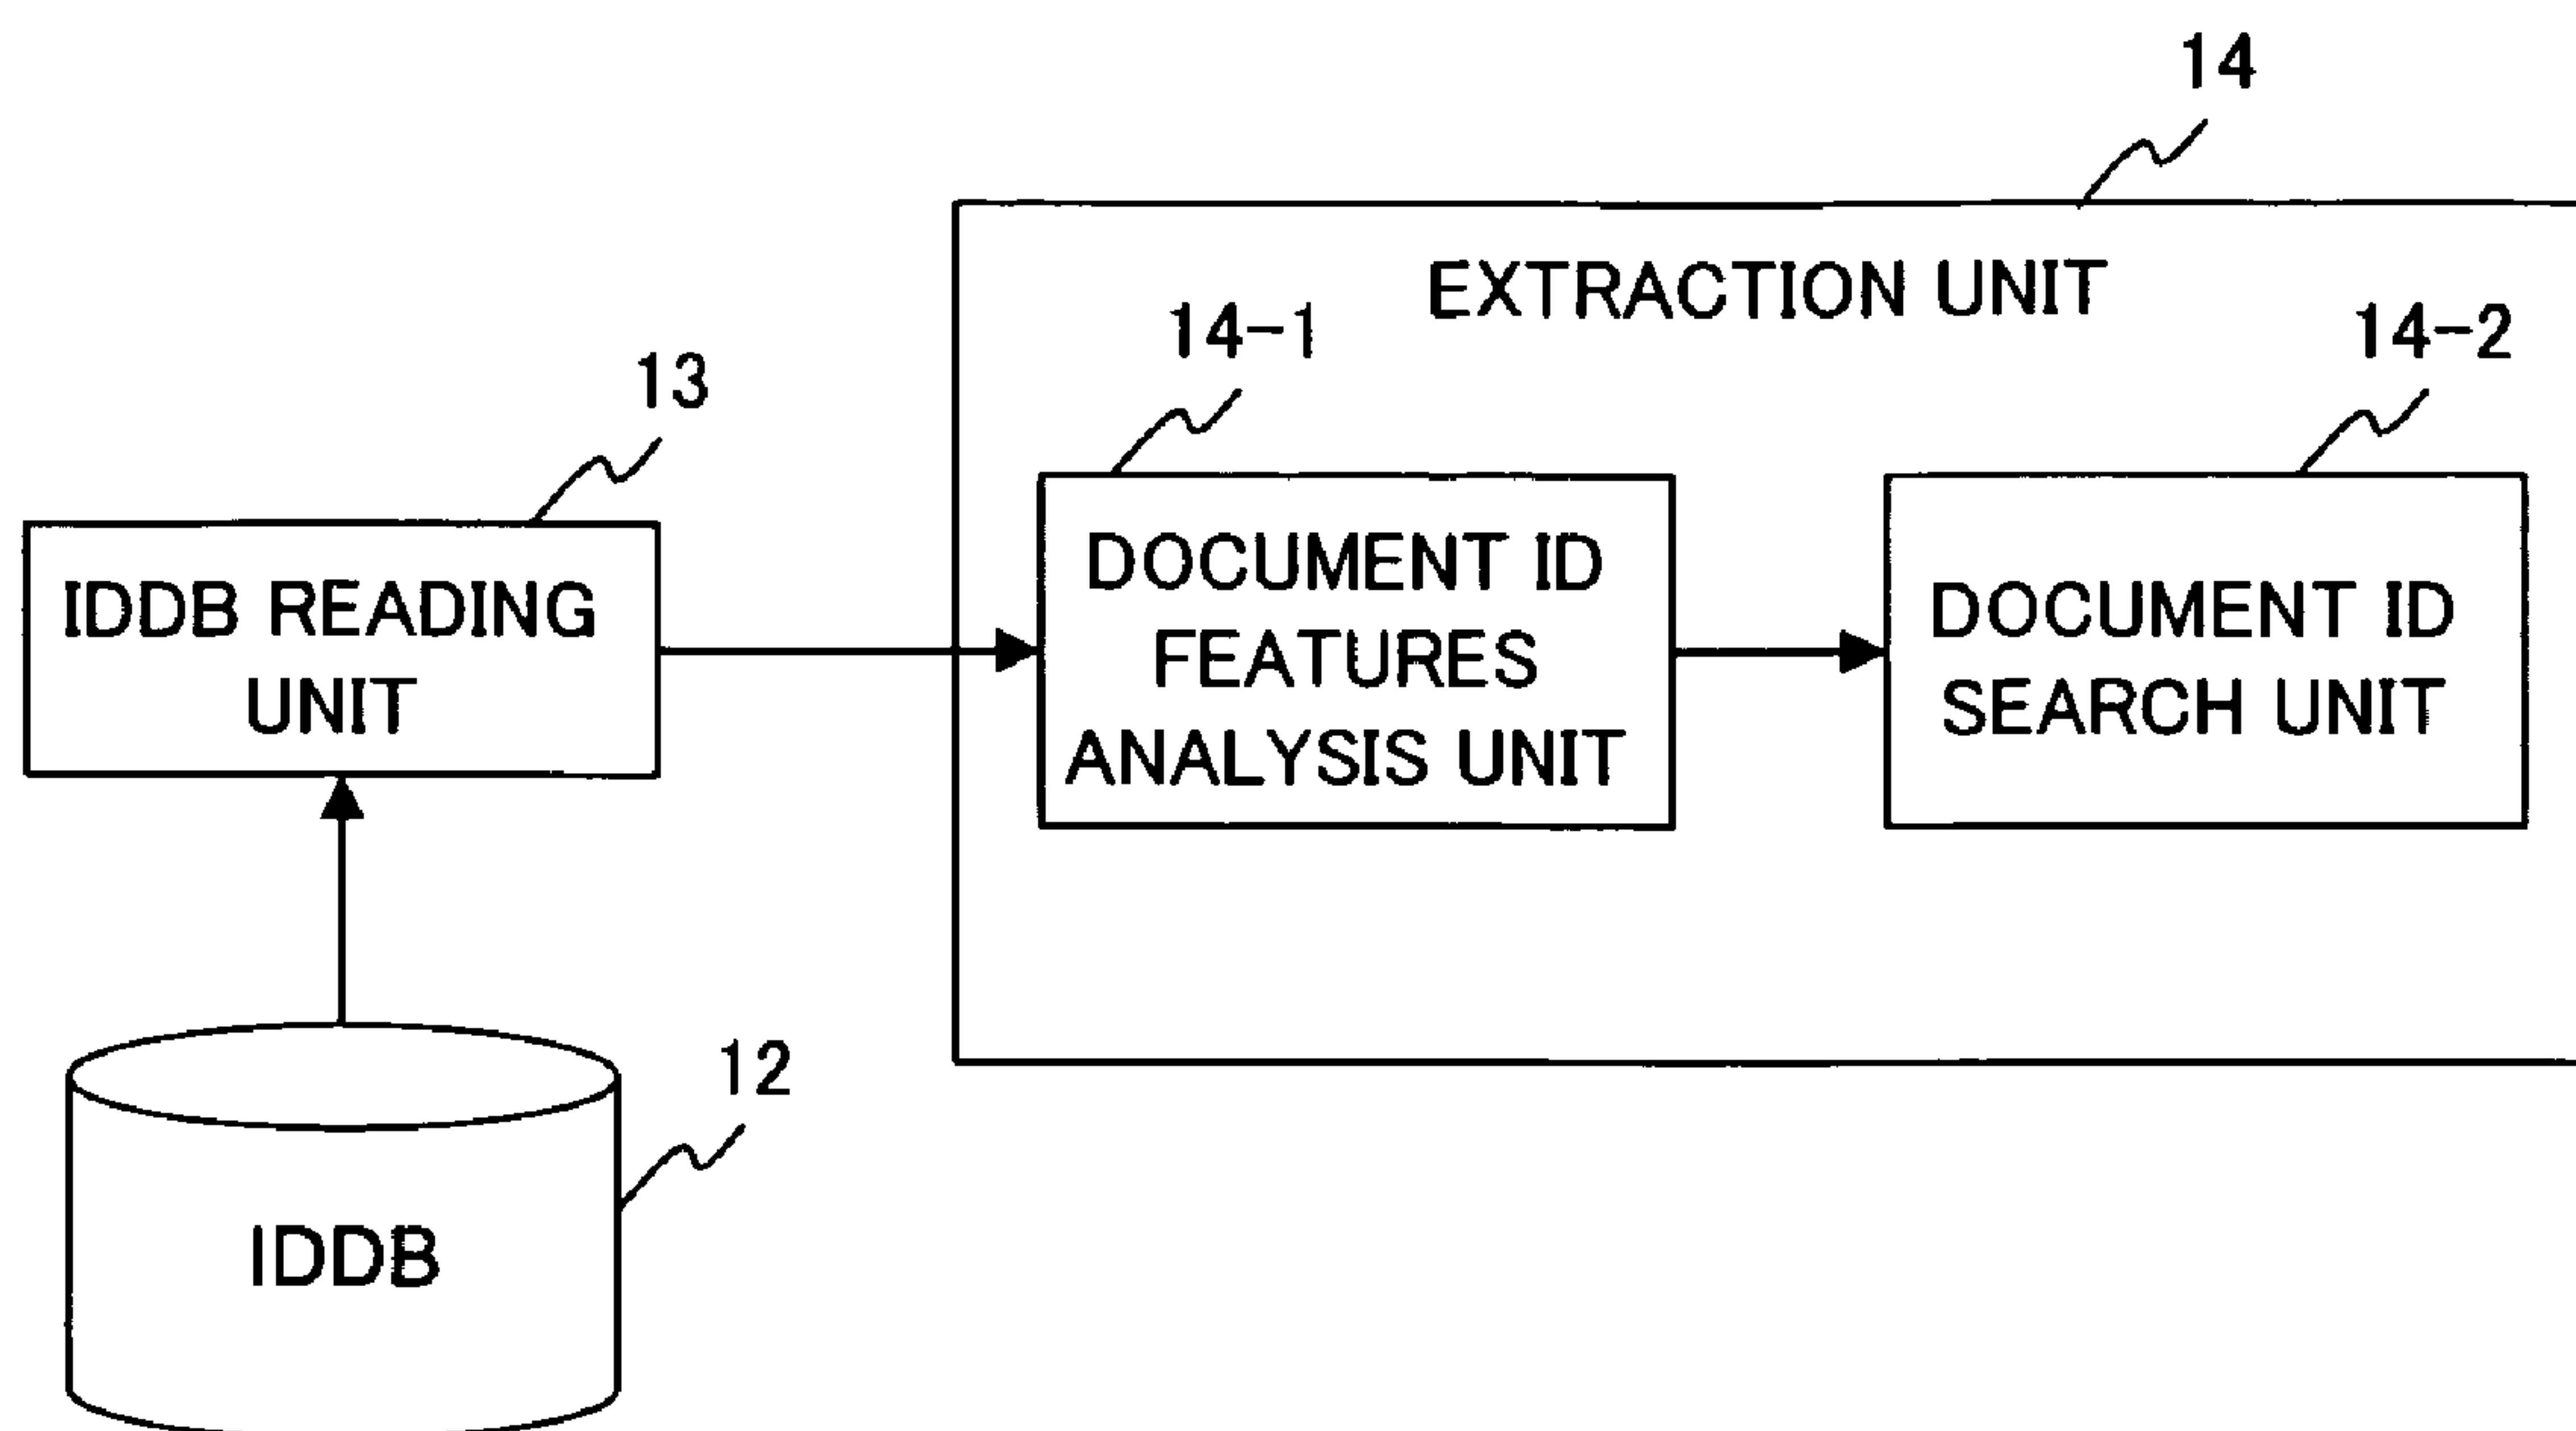 14
EXTRACTION UNIT
14-1
14-2
13
IDDB READING
UNIT
DOCUMENT ID
FEATURES
ANALYSIS UNIT
DOCUMENT ID
SEARCH UNIT
12
IDDB